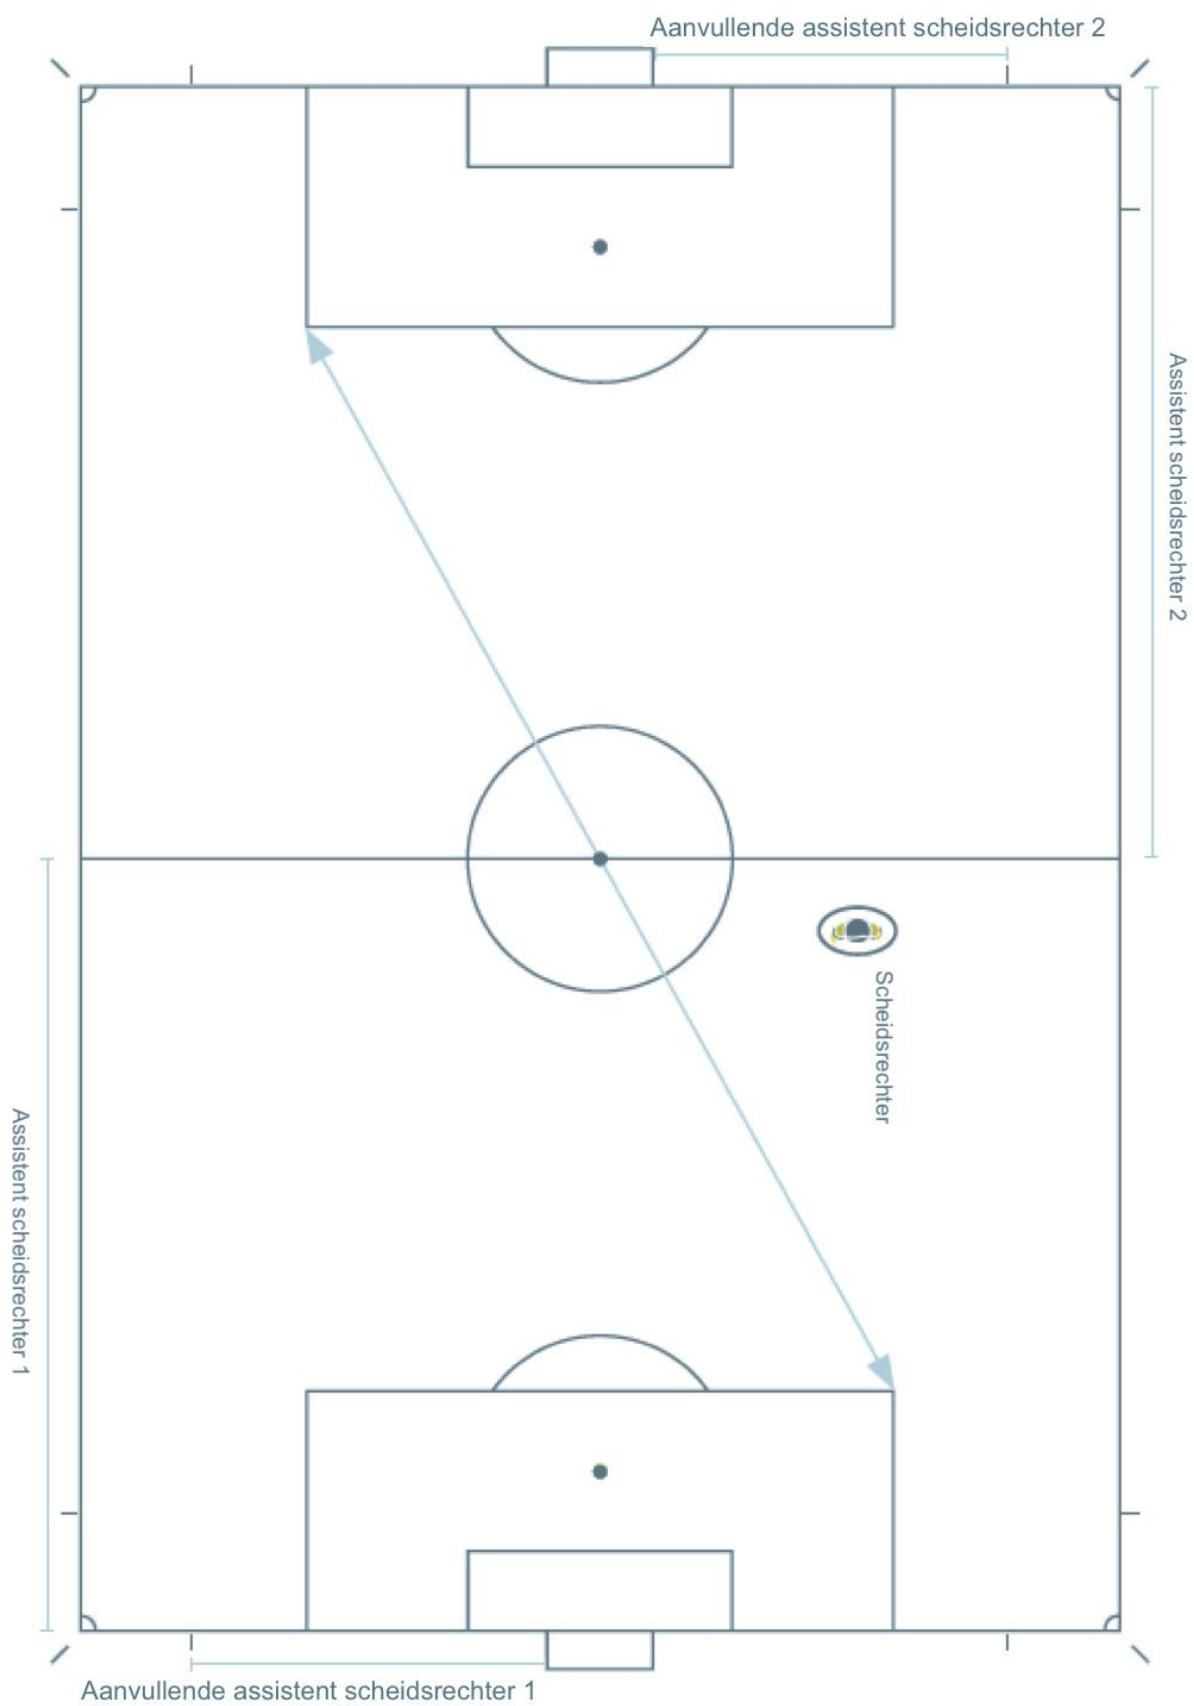 Aanvullende assistent scheidsrechter 2
Assistent scheidsrechter 2
Scheidsrechter
Assistent scheidsrechter 1
Aanvullende assistent scheidsrechter 1